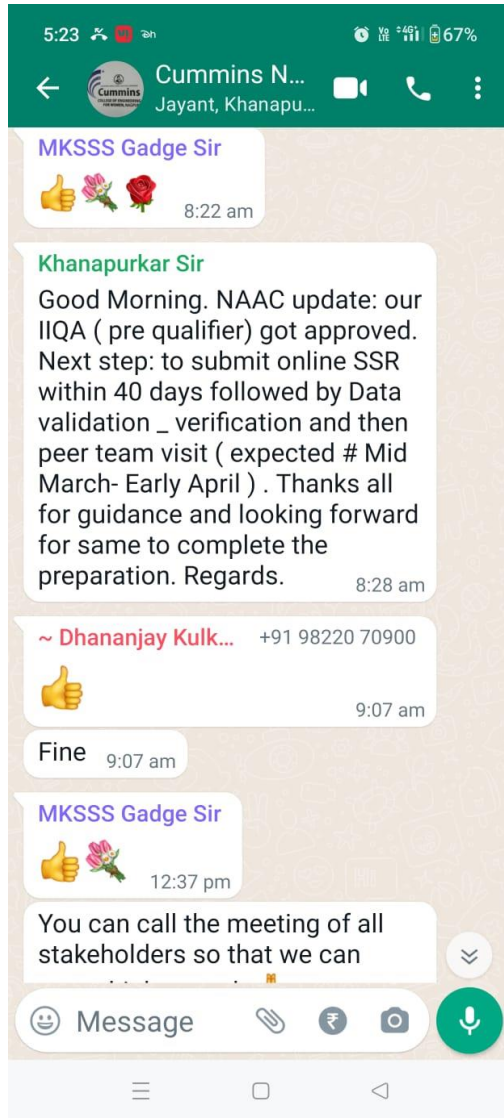 5:23 67%
Cummins N...
Jayant, Khanapu...
Cummins
MKSSS Gadge Sir
👍💐🌹 8:22 am
Khanapurkar Sir
Good Morning. NAAC update: our
IIQA ( pre qualifier) got approved.
Next step: to submit online SSR
within 40 days followed by Data
validation _ verification and then
peer team visit ( expected # Mid
March- Early April ) . Thanks all
for guidance and looking forward
for same to complete the
preparation. Regards. 8:28 am
~ Dhananjay Kulk... +91 98220 70900
👍
9:07 am
Fine 9:07 am
MKSSS Gadge Sir
👍💐 12:37 pm
You can call the meeting of all
stakeholders so that we can
Message